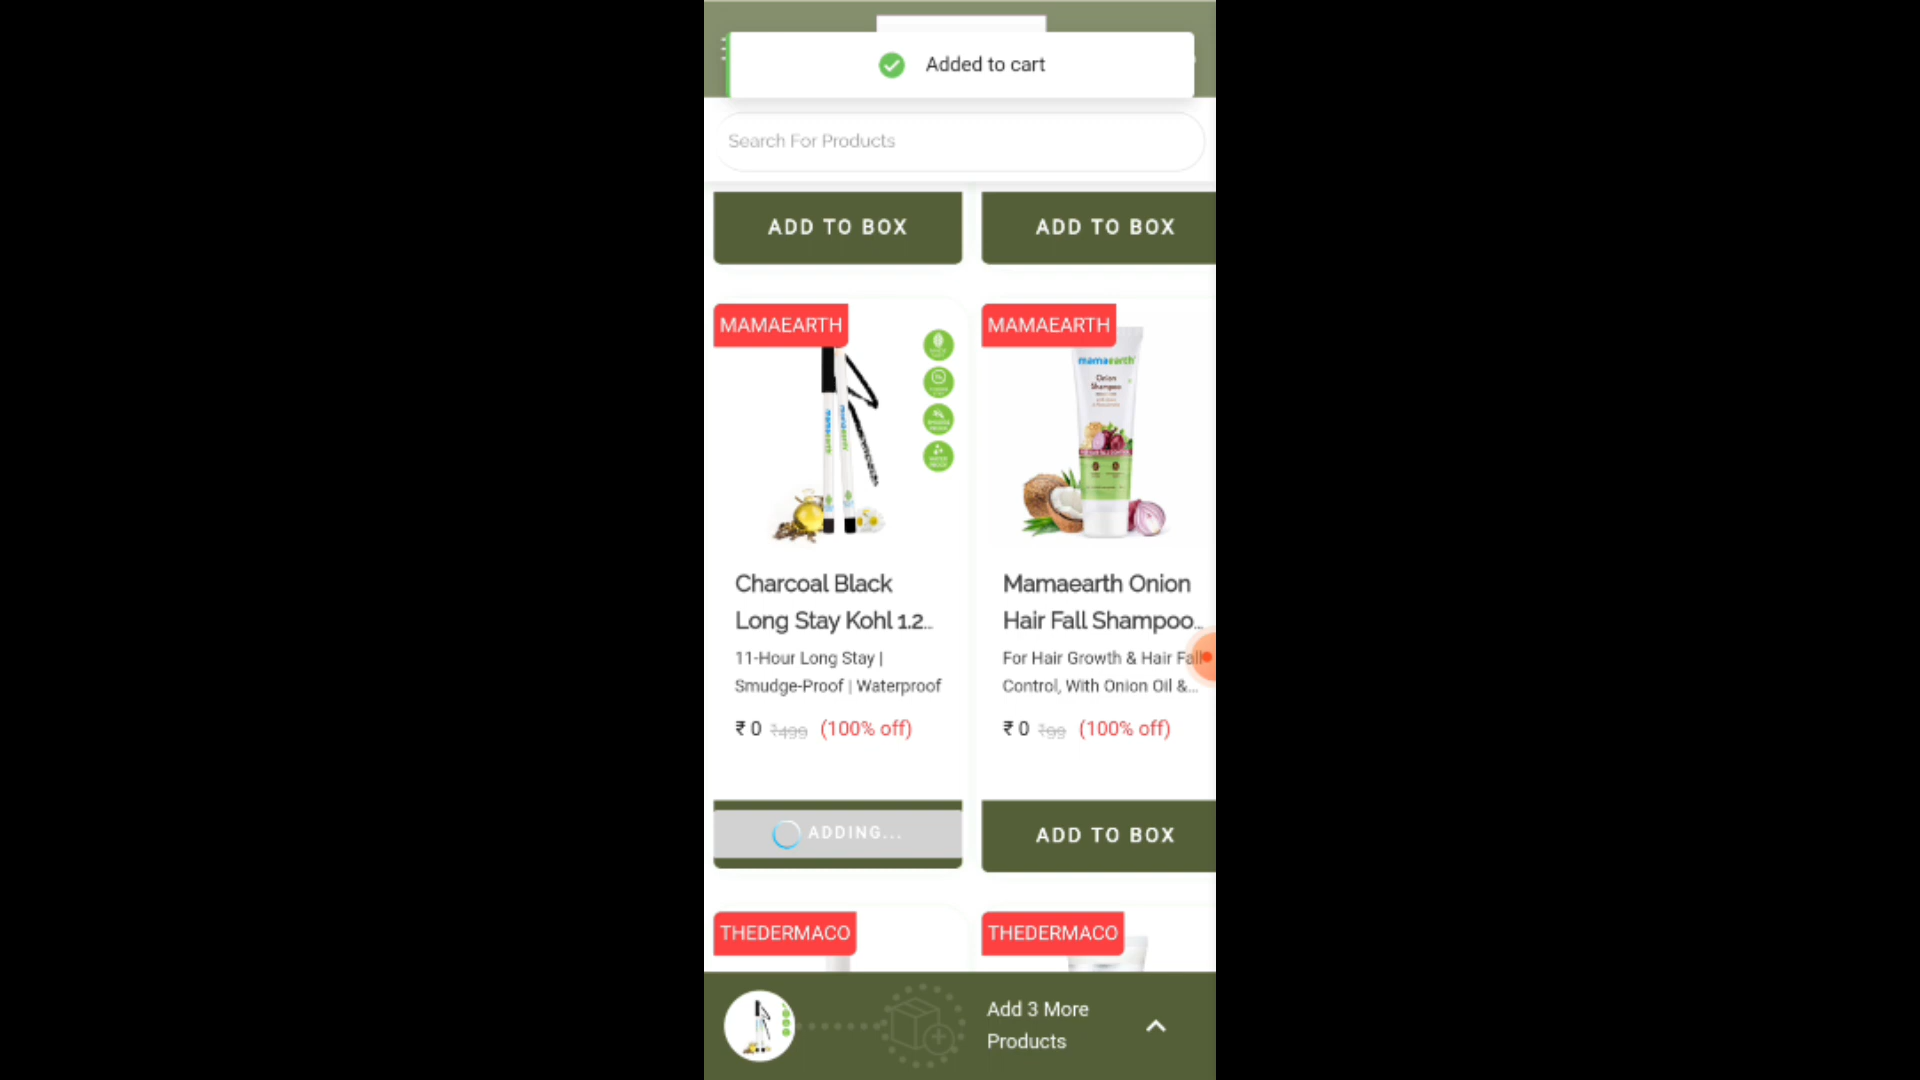 Added to cart
Search For Products
ADD TO BOX
ADD TO BOX
MAMAEARTH
MAMAEARTH
mamaearth
Onion
Shampoo
Charcoal Black
Long Stay Kohl 1.2...
11-Hour Long Stay |
Smudge-Proof | Waterproof
₹ 0 ₹499 (100% off)
Mamaearth Onion
Hair Fall Shampoo...
For Hair Growth & Hair Fall
Control, With Onion Oil &...
₹ 0 ₹99 (100% off)
ADDING...
ADD TO BOX
THEDERMACO
THEDERMACO
Add 3 More
Products